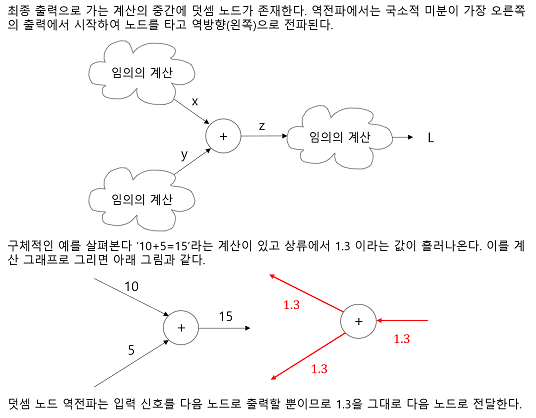 최종 출력으로 가는 계산의 중간에 덧셈 노드가 존재한다. 역전파에서는 국소적 미분이 가장 오른쪽
의 출력에서 시작하여 노드를 타고 역방향(왼쪽)으로 전파된다.
임의의 계산
x
+
z
임의의 계산
L
y
임의의 계산
구체적인 예를 살펴본다 ‘10+5=15’라는 계산이 있고 상류에서 1.3 이라는 값이 흘러나온다. 이를 계
산 그래프로 그리면 아래 그림과 같다.
10
15
+
5
1.3
+
1.3
1.3
덧셈 노드 역전파는 입력 신호를 다음 노드로 출력할 뿐이므로 1.3을 그대로 다음 노드로 전달한다.